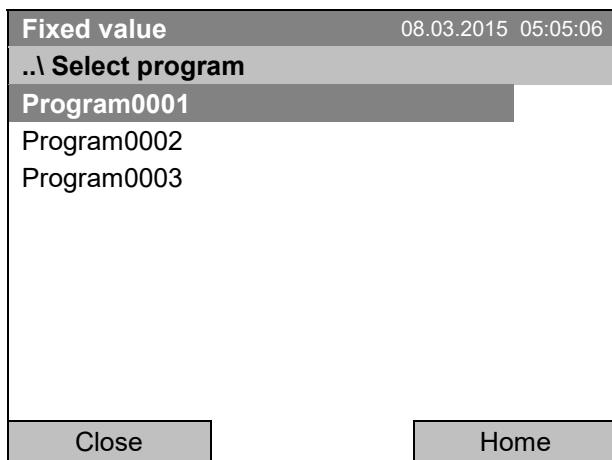 Fixed value 08.03.2015 05:05:06
..\ Select program
Program0001
Program0002
Program0003
Close Home